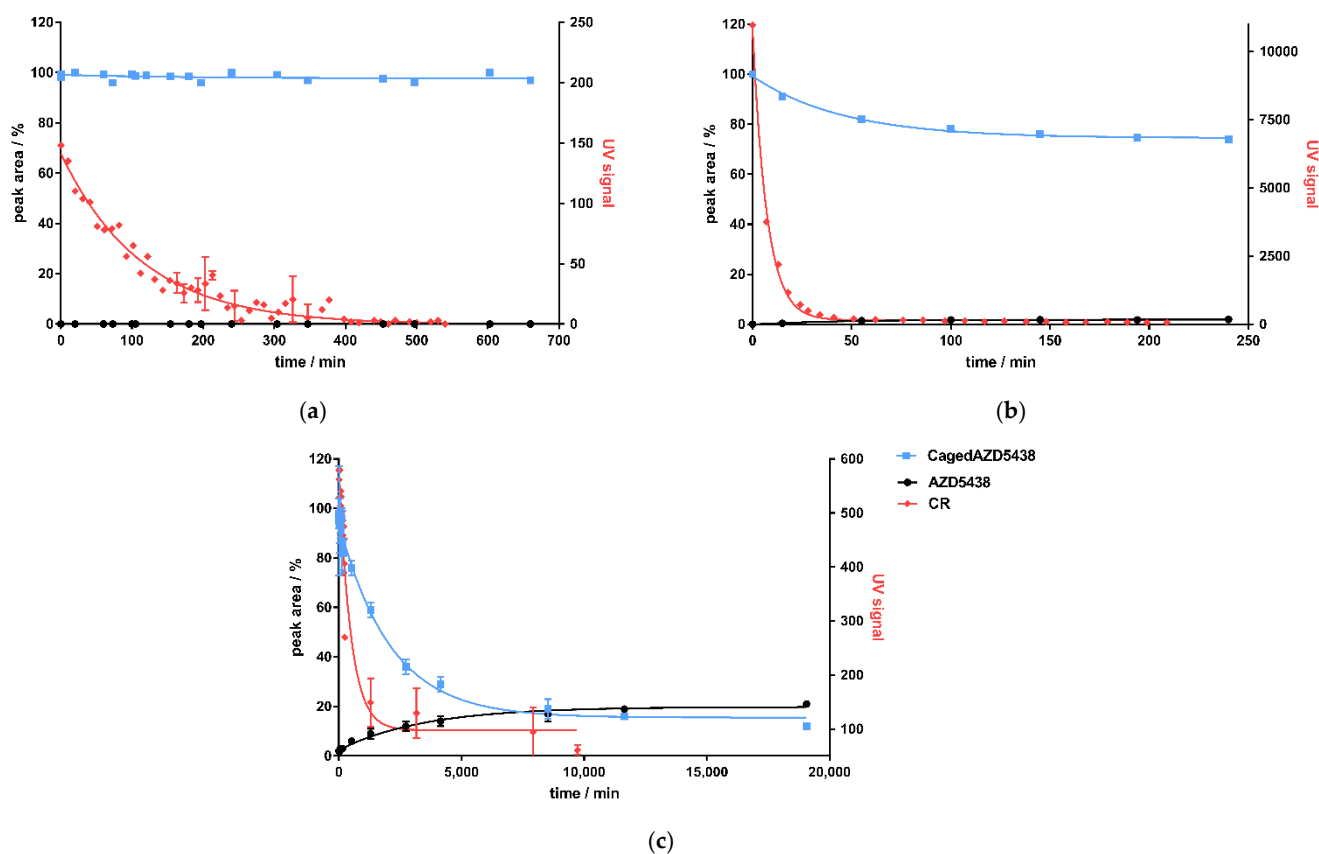 120
100
80
60
40
20
0
peak area / %
250
200
150
100
50
0
UV signal
0 100 200 300 400 500 600 700
time / min
(a)
120
100
80
60
40
20
0
peak area / %
10000
7500
5000
2500
0
UV signal
0 50 100 150 200 250
time / min
(b)
120
100
80
60
40
20
0
peak area / %
600
500
400
300
200
100
UV signal
0 5,000 10,000 15,000 20,000
time / min
CagedAZD5438
AZD5438
CR
(c)